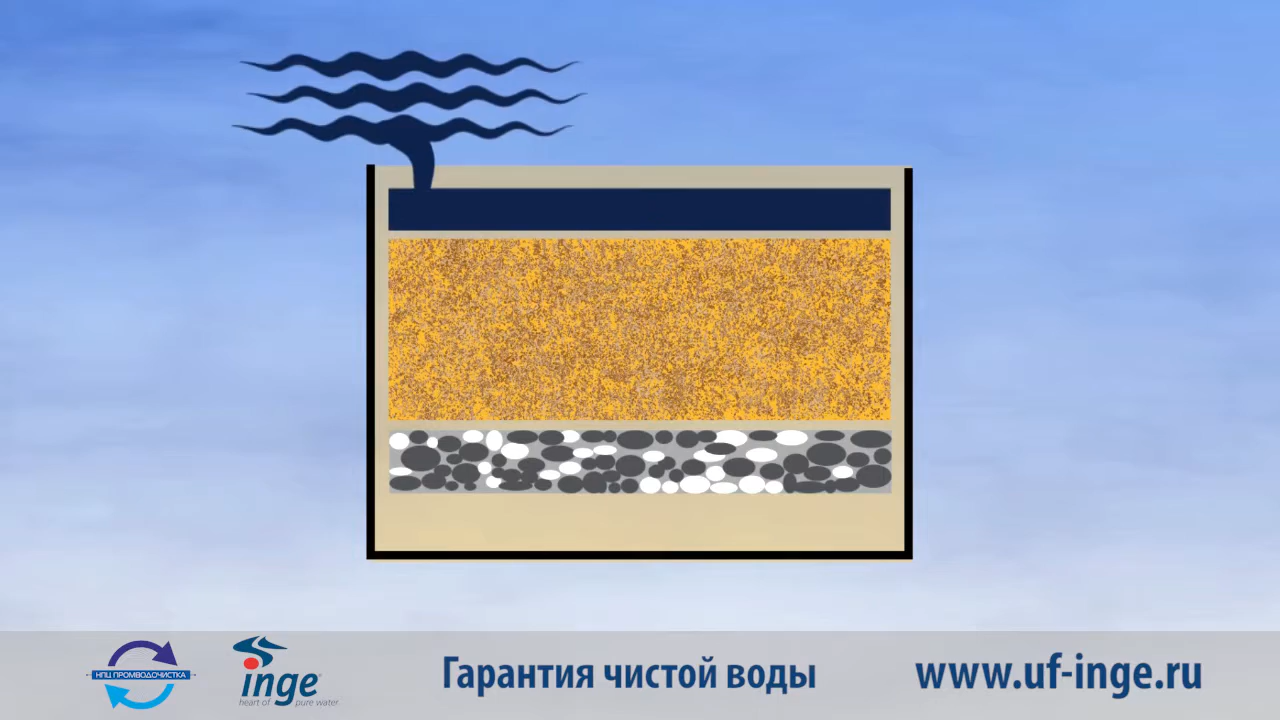 НПЦ ПРОМВОДОЧИСТКА
inge
heart of pure water
Гарантия чистой воды
www.uf-inge.ru